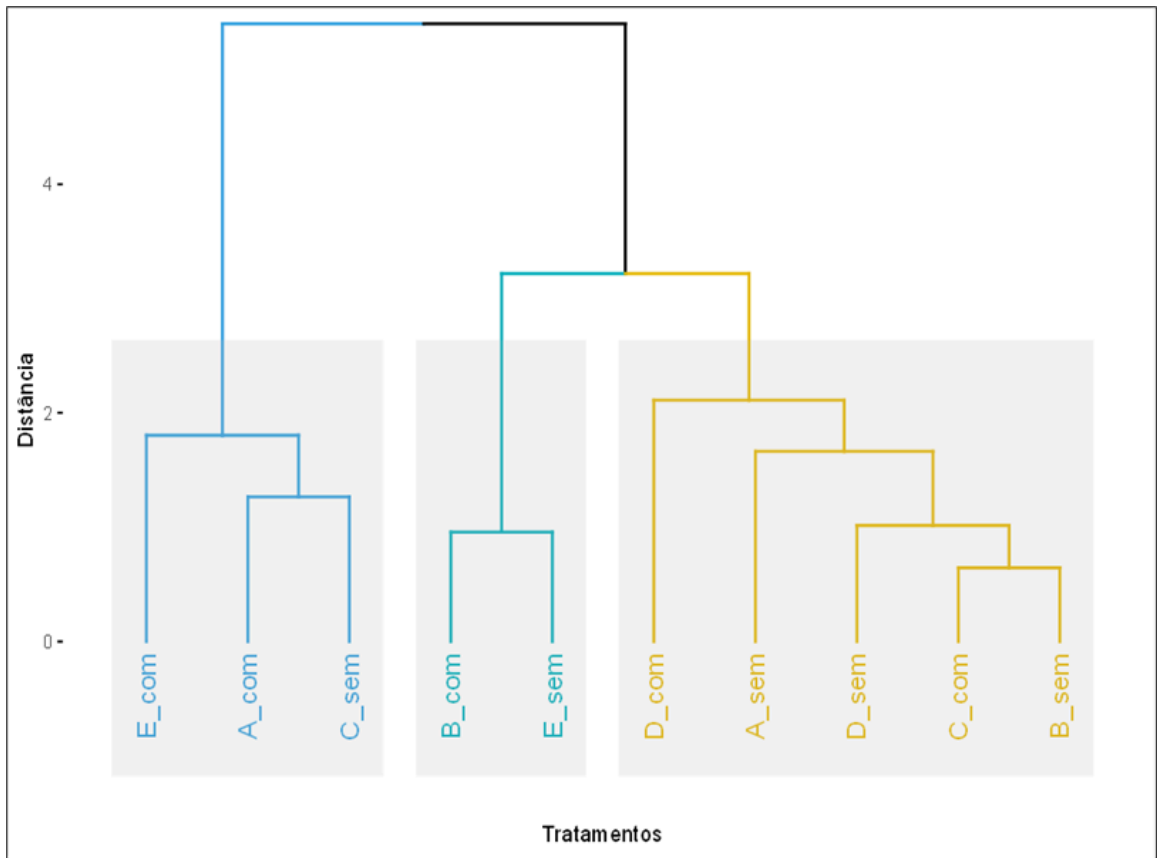 4
2
0
Distância
E_com
A_com
C_sem
B_com
E_sem
D_com
A_sem
D_sem
C_com
B_sem
Tratamentos